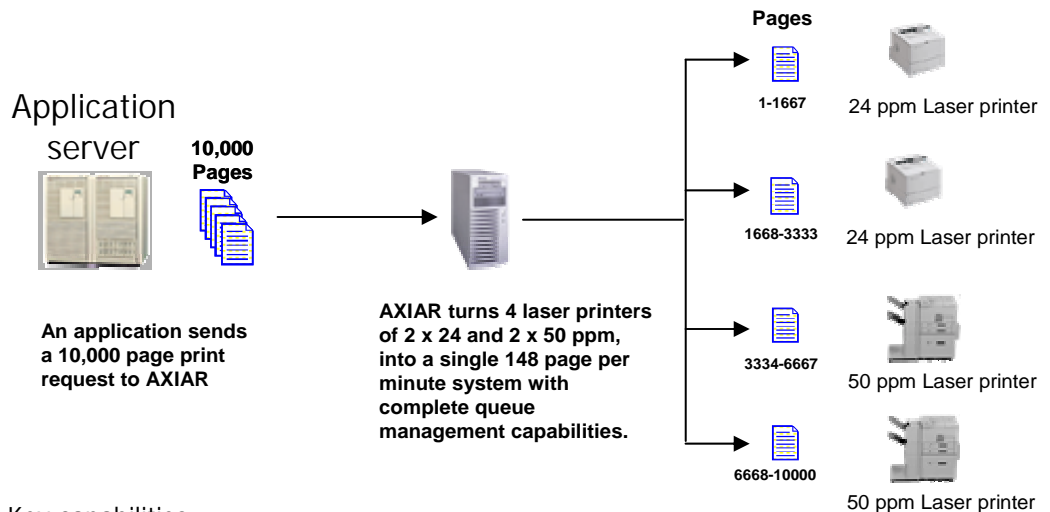 Application
server
10,000
Pages
An application sends
a 10,000 page print
request to AXIAR
AXIAR turns 4 laser printers
of 2 x 24 and 2 x 50 ppm,
into a single 148 page per
minute system with
complete queue
management capabilities.
Pages
1-1667
24 ppm Laser printer
1668-3333
24 ppm Laser printer
3334-6667
50 ppm Laser printer
6668-10000
50 ppm Laser printer